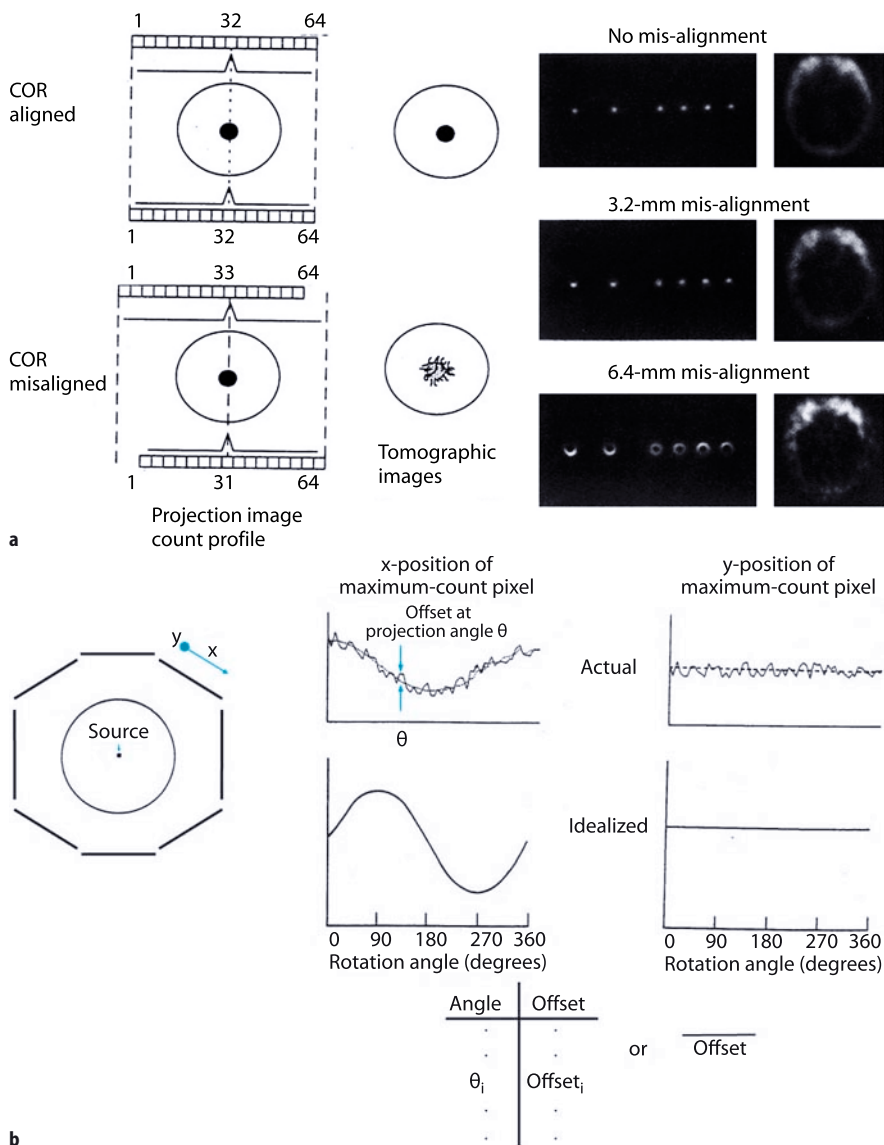 1 32 64
COR
aligned
1 32 64
No mis-alignment
3.2-mm mis-alignment
6.4-mm mis-alignment
1 33 64
COR
misaligned
1 31 64
Tomographic
images
Projection image
count profile
a
x-position of
maximum-count pixel
Offset at
projection angle θ
θ
y-position of
maximum-count pixel
y
x
Source
Actual
Idealized
0 90 180 270 360
Rotation angle (degrees)
0 90 180 270 360
Rotation angle (degrees)
Angle Offset
θi Offseti
or
Offset
b